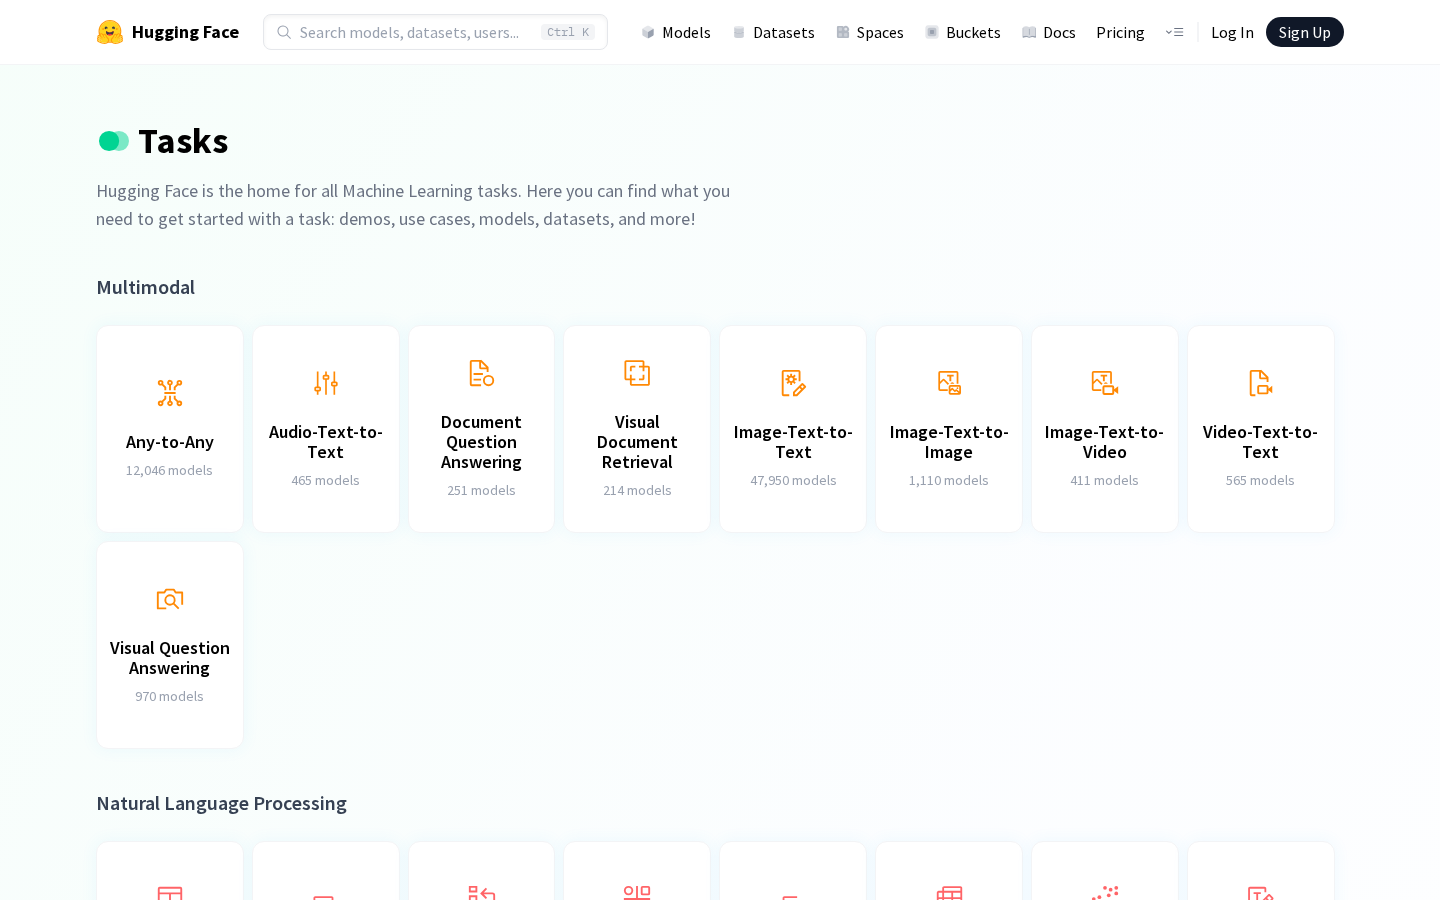 Hugging Face
Search models, datasets, users...
Ctrl K
Models
Datasets
Spaces
Buckets
Docs
Pricing
Log In
Sign Up
Tasks
Hugging Face is the home for all Machine Learning tasks. Here you can find what you
need to get started with a task: demos, use cases, models, datasets, and more!
Multimodal
Any-to-Any
12,046 models
Audio-Text-to-
Text
465 models
Document
Question
Answering
251 models
Visual
Document
Retrieval
214 models
Image-Text-to-
Text
47,950 models
Image-Text-to-
Image
1,110 models
Image-Text-to-
Video
411 models
Video-Text-to-
Text
565 models
Visual Question
Answering
970 models
Natural Language Processing